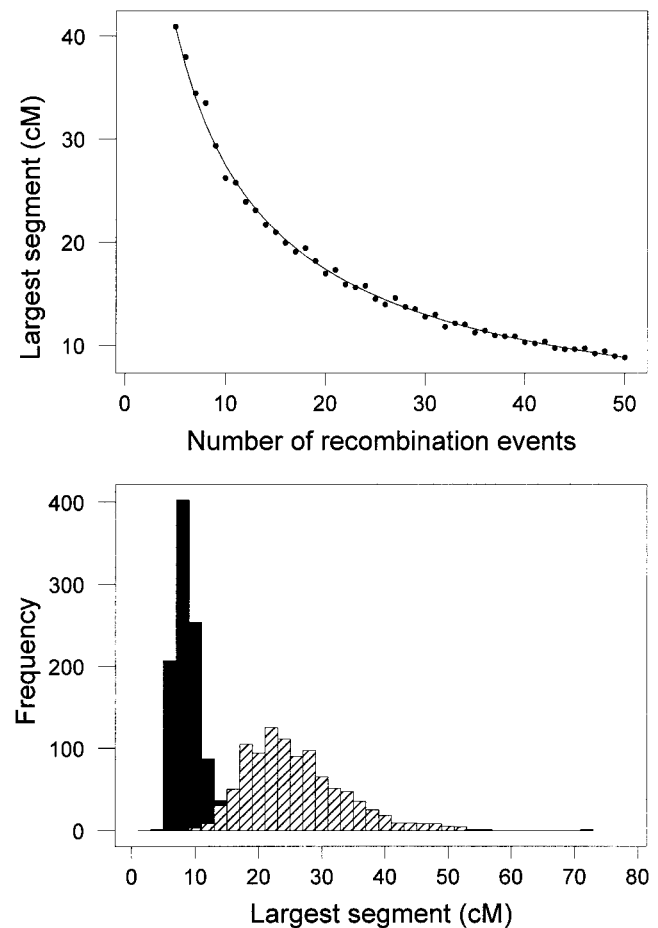 Largest segment (cM)
40
30
20
10
0 10 20 30 40 50
Number of recombination events
Frequency
400
300
200
100
0
0 10 20 30 40 50 60 70 80
Largest segment (cM)